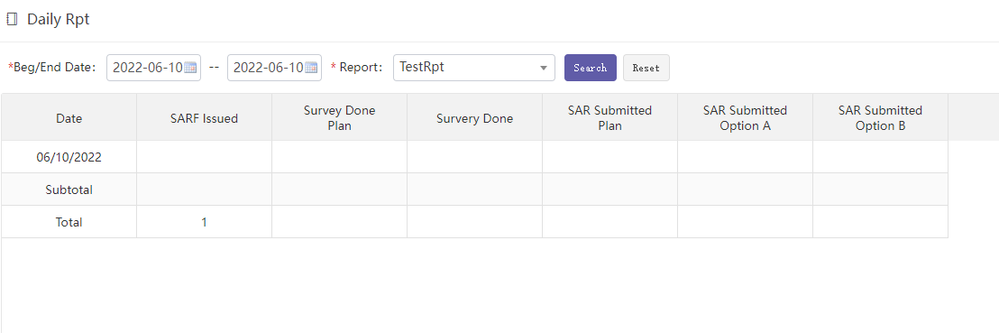 Daily Rpt
*Beg/End Date: 2022-06-10 -- 2022-06-10 * Report: TestRpt Search Reset
Date SARF Issued Survey Done Plan Survery Done SAR Submitted Plan SAR Submitted Option A SAR Submitted Option B
06/10/2022
Subtotal
Total 1